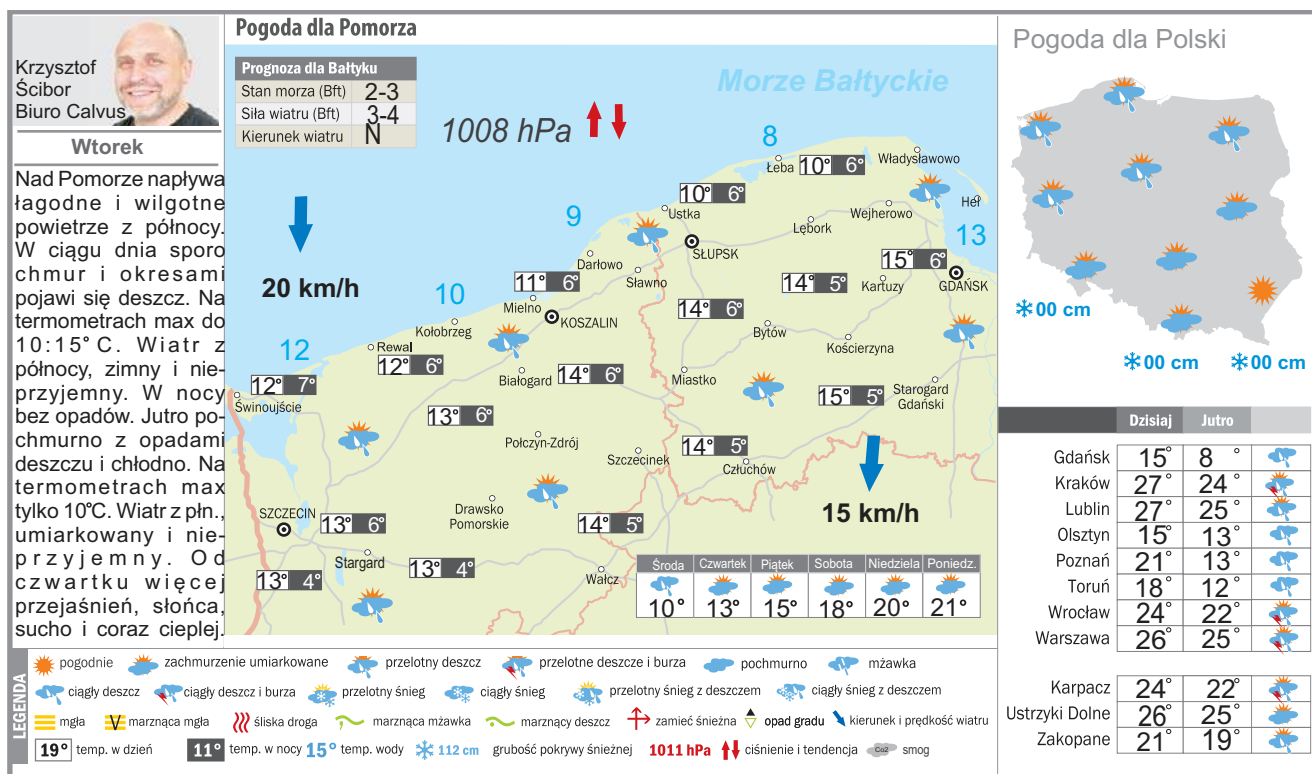 Krzysztof
Ścibor
Biuro Calvus
Wtorek
Nad Pomorze napływa
łagodne i wilgotne
powietrze z północy.
W ciągu dnia sporo
chmur i okresami
pojawi się deszcz. Na
termometrach max do
10:15°C. Wiatr z
północy, zimny i nie-
przyjemny. W nocy
bez opadów. Jutro po-
chmurno z opadami
deszczu i chłodno. Na
termometrach max
tylko 10°C. Wiatr z płn.,
umiarkowany i nie-
przyjemny. Od
czwartku więcej
przejaśnień, słońca,
sucho i coraz cieplej.
Pogoda dla Pomorza
Prognoza dla Bałtyku
Stan morza (Bft) 2-3
Siła wiatru (Bft) 3-4
Kierunek wiatru N
1008 hPa
Morze Bałtyckie
8
Łeba 10° 6°
Władysławowo
10° 6°
Ustka
Wejherowo
Hel
9
Lębork
13
SŁUPSK
15° 6°
GDAŃSK
Darłowo
11° 6°
Sławno
14° 5°
Kartuzy
20 km/h
10
Mielno
KOSZALIN
14° 6°
Kołobrzeg
Bytów
Kościerzyna
12
Rewal
12° 6°
Białogard
14° 6°
Miastko
12° 7°
Świnoujście
15° 5°
Starogard
Gdański
13° 6°
Połczyn-Zdrój
14° 5°
Szczecinek
Człuchów
Drawsko
Pomorskie
15 km/h
SZCZECIN
13° 6°
14° 5°
Stargard
13° 4°
Wałcz
13° 4°
Środa Czwartek Piątek Sobota Niedziela Poniedz.
10° 13° 15° 18° 20° 21°
Pogoda dla Polski
00 cm
00 cm
00 cm
Dzisiaj Jutro
Gdańsk 15° 8 °
Kraków 27° 24°
Lublin 27° 25°
Olsztyn 15° 13°
Poznań 21° 13°
Toruń 18° 12°
Wrocław 24° 22°
Warszawa 26° 25°
Karpacz 24° 22°
Ustrzyki Dolne 26° 25°
Zakopane 21° 19°
LEGENDA
pogodnie zachmurzenie umiarkowane przelotny deszcz przelotne deszcze i burza pochmurno mżawka
ciągły deszcz ciągły deszcz i burza przelotny śnieg ciągły śnieg przelotny śnieg z deszczem ciągły śnieg z deszczem
mgła marznąca mgła śliska droga marznąca mżawka marznący deszcz zamieć śnieżna opad gradu kierunek i prędkość wiatru
19° temp. w dzień 11° temp. w nocy 15° temp. wody 112 cm grubość pokrywy śnieżnej 1011 hPa ciśnienie i tendencja Co2 smog